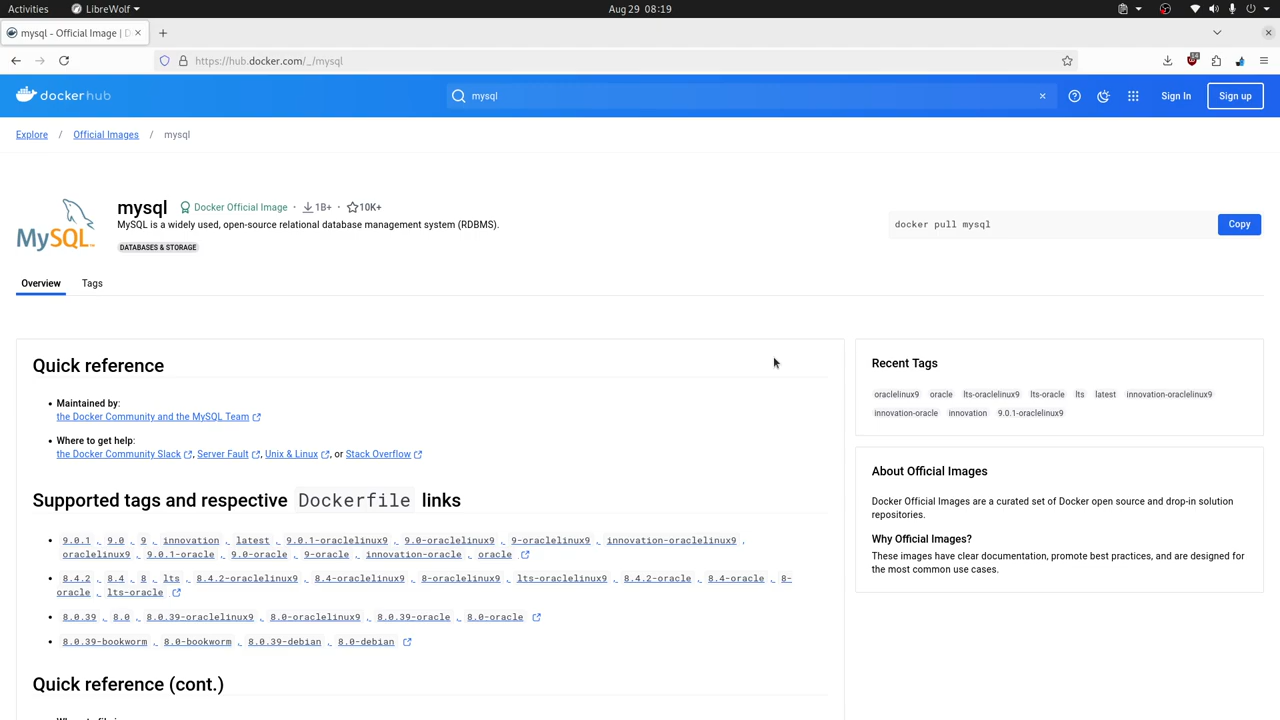 Activities LibreWolf Aug 29 08:19
mysql - Official Image | D
https://hub.docker.com/_/mysql 14
dockerhub mysql Sign In Sign up
Explore / Official Images / mysql
mysql Docker Official Image · 1B+ · 10K+
MySQL is a widely used, open-source relational database management system (RDBMS).
MySQL™
DATABASES & STORAGE
docker pull mysql Copy
Overview Tags
Quick reference
• Maintained by:
the Docker Community and the MySQL Team
• Where to get help:
the Docker Community Slack, Server Fault, Unix & Linux, or Stack Overflow
Supported tags and respective Dockerfile links
• 9.0.1, 9.0, 9, innovation, latest, 9.0.1-oraclelinux9, 9.0-oraclelinux9, 9-oraclelinux9, innovation-oraclelinux9,
oraclelinux9, 9.0.1-oracle, 9.0-oracle, 9-oracle, innovation-oracle, oracle
• 8.4.2, 8.4, 8, lts, 8.4.2-oraclelinux9, 8.4-oraclelinux9, 8-oraclelinux9, lts-oraclelinux9, 8.4.2-oracle, 8.4-oracle, 8-
oracle, lts-oracle
• 8.0.39, 8.0, 8.0.39-oraclelinux9, 8.0-oraclelinux9, 8.0.39-oracle, 8.0-oracle
• 8.0.39-bookworm, 8.0-bookworm, 8.0.39-debian, 8.0-debian
Quick reference (cont.)
Recent Tags
oraclelinux9 oracle lts-oraclelinux9 lts-oracle lts latest innovation-oraclelinux9
innovation-oracle innovation 9.0.1-oraclelinux9
About Official Images
Docker Official Images are a curated set of Docker open source and drop-in solution
repositories.
Why Official Images?
These images have clear documentation, promote best practices, and are designed for
the most common use cases.